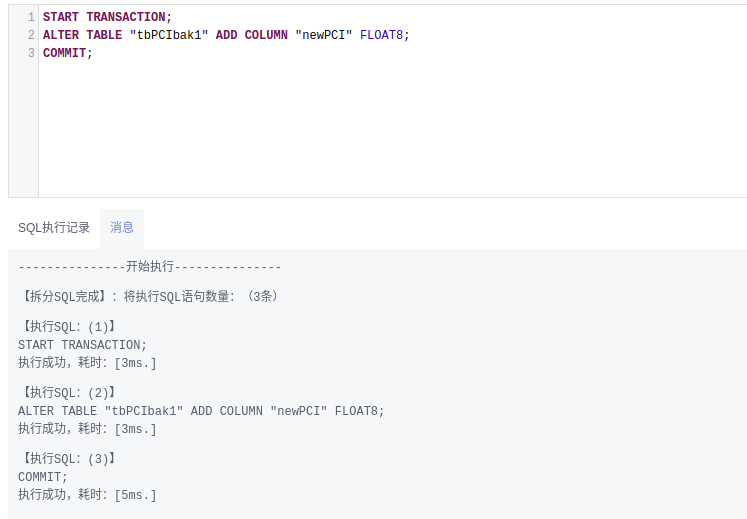 1 START TRANSACTION;
2 ALTER TABLE "tbPCIbak1" ADD COLUMN "newPCI" FLOAT8;
3 COMMIT;
SQL执行记录 消息
---------------开始执行---------------
【拆分SQL完成】：将执行SQL语句数量：（3条）
【执行SQL：(1)】
START TRANSACTION;
执行成功，耗时：[3ms.]
【执行SQL：(2)】
ALTER TABLE "tbPCIbak1" ADD COLUMN "newPCI" FLOAT8;
执行成功，耗时：[3ms.]
【执行SQL：(3)】
COMMIT;
执行成功，耗时：[5ms.]